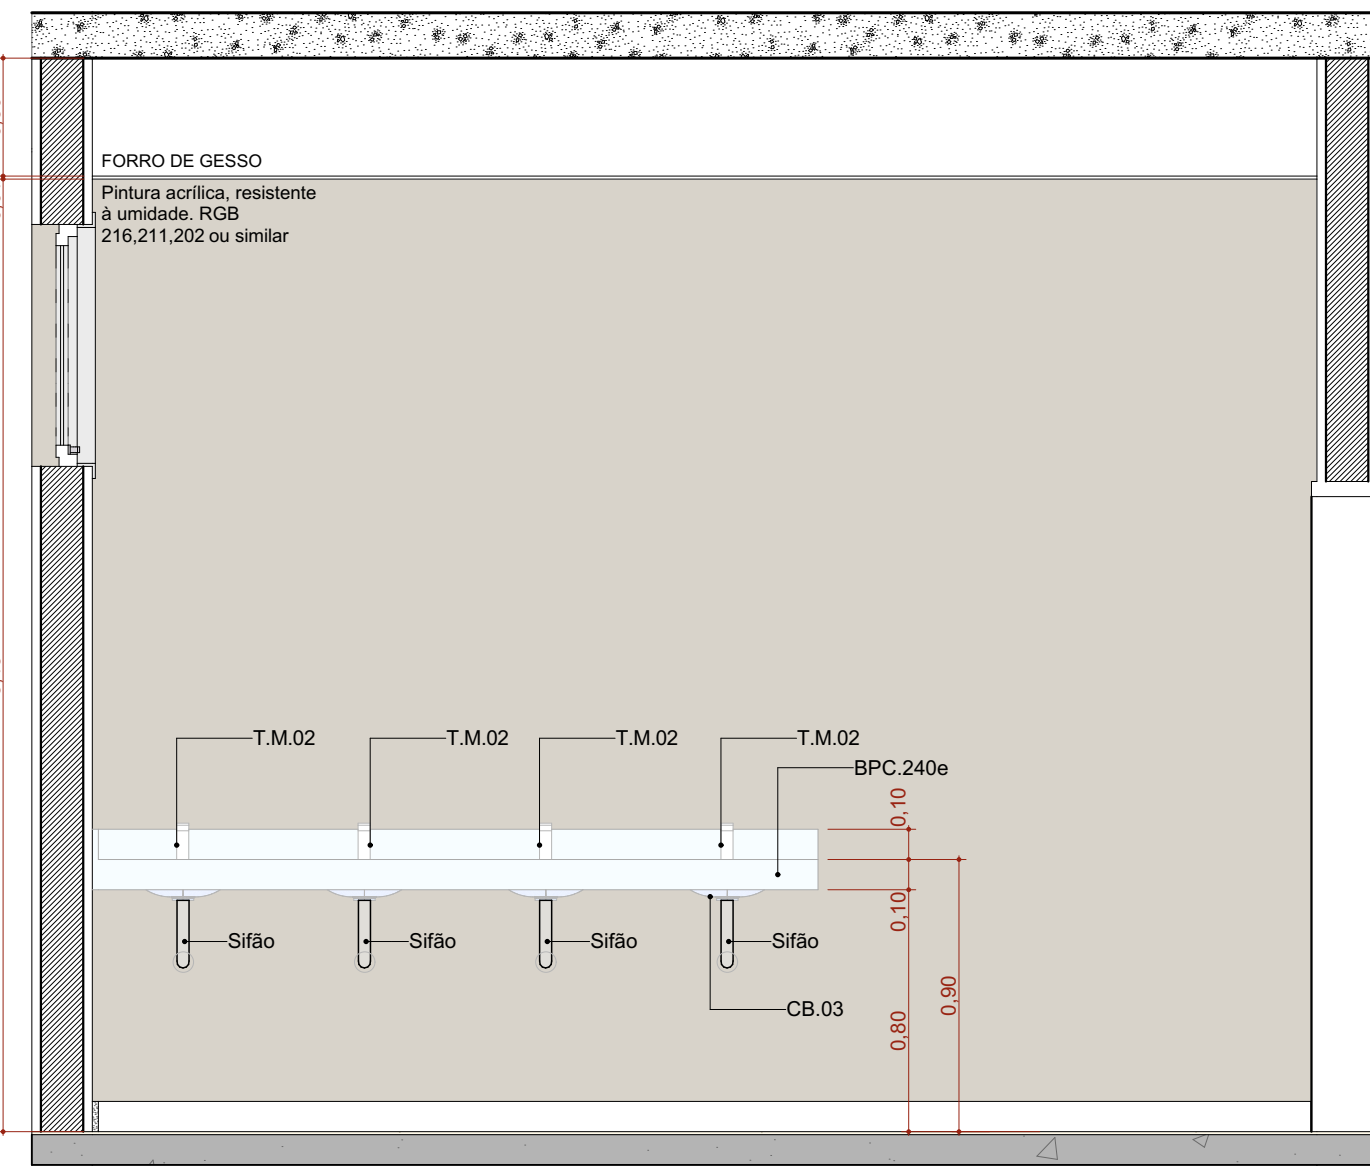 FORRO DE GESSO
Pintura acrílica, resistente
à umidade. RGB
216,211,202 ou similar
T.M.02
T.M.02
T.M.02
T.M.02
BPC.240e
0,10
0,10
Sifão
Sifão
Sifão
Sifão
0,90
CB.03
0,80